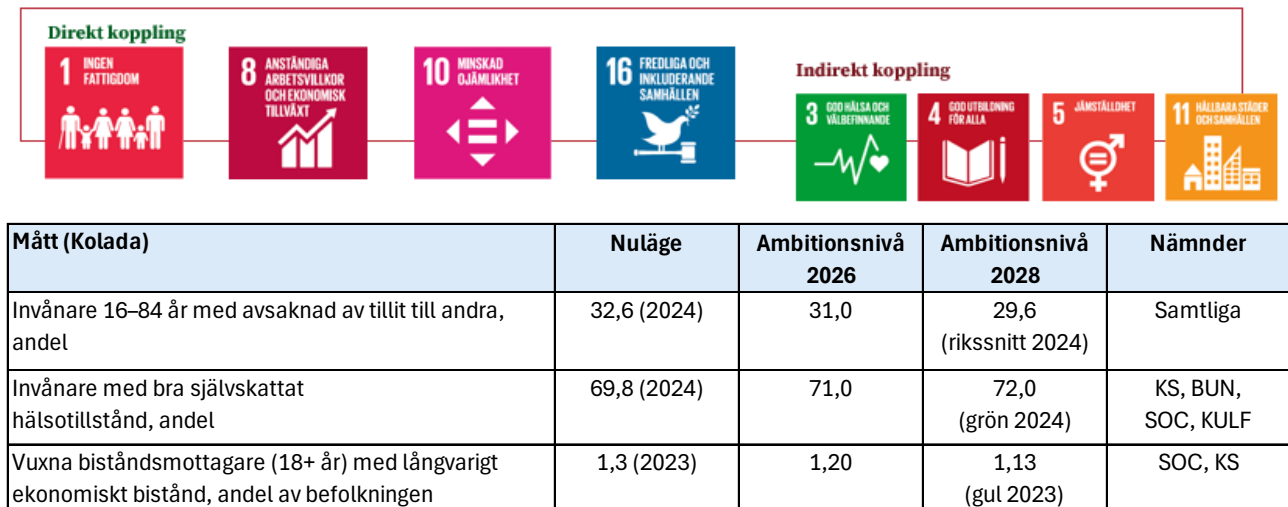 Direkt koppling
1 INGEN
FATTIGDOM
8 ANSTÄNDIGA
ARBETSVILLKOR
OCH EKONOMISK
TILLVÄXT
10 MINSKAD
OJÄMLIKHET
16 FREDLIGA OCH
INKLUDERANDE
SAMHÄLLEN
Indirekt koppling
3 GOD HÄLSA OCH
VÄLBEFINNANDE
4 GOD UTBILDNING
FÖR ALLA
5 JÄMSTÄLLDHET
11 HÅLLBARA STÄDER
OCH SAMHÄLLEN
Mått (Kolada) Nuläge Ambitionsnivå Ambitionsnivå Nämnder
2026 2028
Invånare 16–84 år med avsaknad av tillit till andra, 32,6 (2024) 31,0 29,6 Samtliga
andel (rikssnitt 2024)
Invånare med bra självskattat 69,8 (2024) 71,0 72,0 KS, BUN,
hälsotillstånd, andel (grön 2024) SOC, KULF
Vuxna biståndsmottagare (18+ år) med långvarigt 1,3 (2023) 1,20 1,13 SOC, KS
ekonomiskt bistånd, andel av befolkningen (gul 2023)